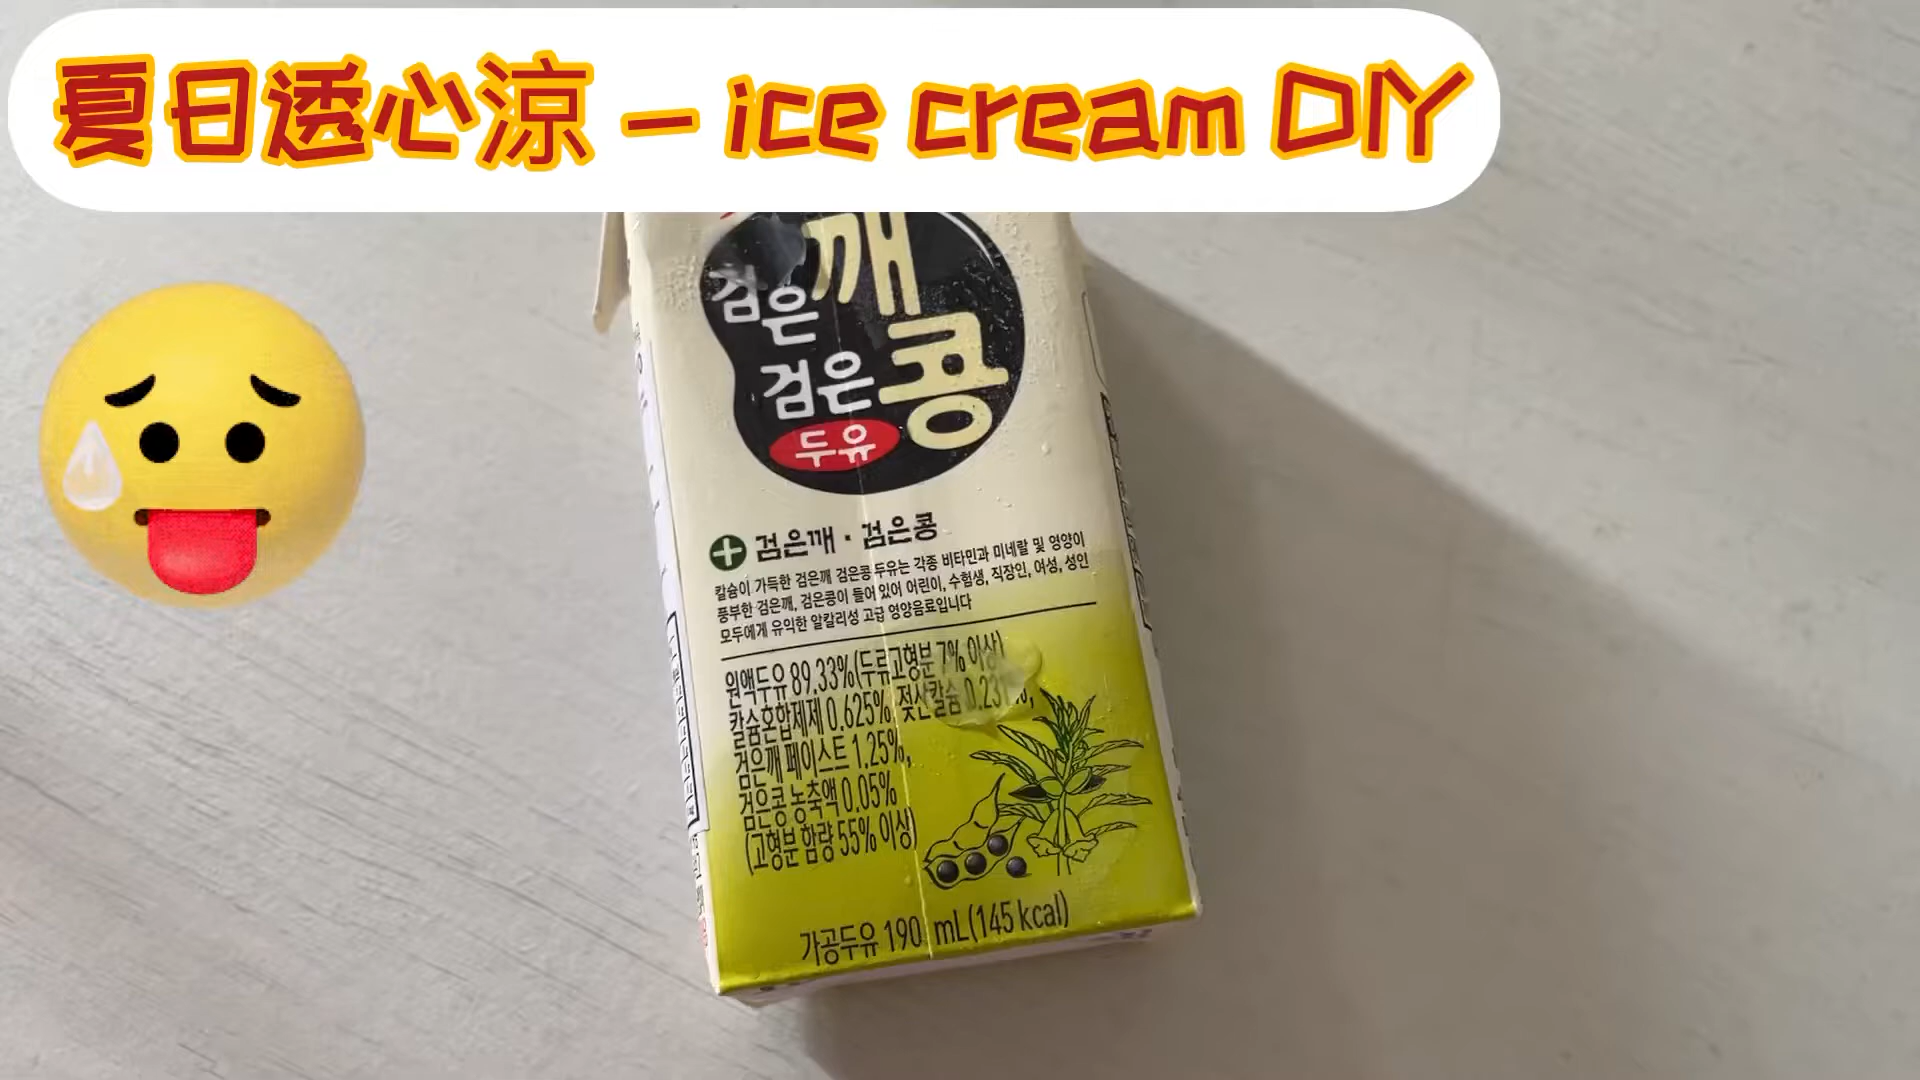 夏日透心涼 - ice cream DIY
검은깨
검은콩
두유
검은깨 · 검은콩
칼슘이 가득한 검은깨 검은콩 두유는 각종 비타민과 미네랄 및 영양이
풍부한 검은깨, 검은콩이 들어 있어 어린이, 수험생, 직장인, 여성, 성인
모두에게 유익한 알칼리성 고급 영양음료입니다
원액두유 89.33%(두류고형분 7% 이상)
칼슘혼합제제 0.625%, 젖산칼슘
검은깨 페이스트 1.25%,
검은콩 농축액 0.05%
(고형분 함량 55% 이상)
가공두유 190 mL(145 kcal)